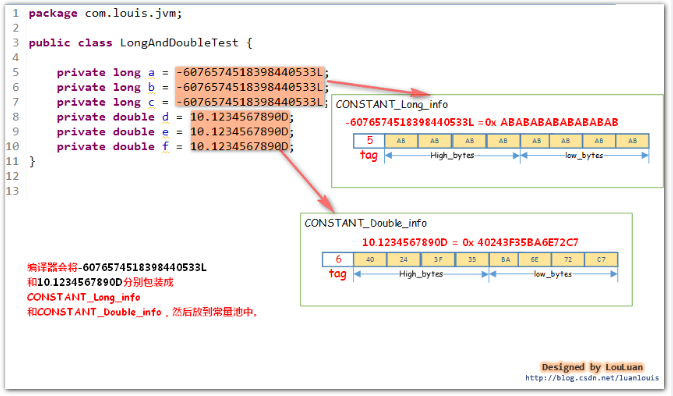 1 package com.louis.jvm;
2
3 public class LongAndDoubleTest {
4
5 private long a = -6076574518398440533L;
6 private long b = -6076574518398440533L;
7 private long c = -6076574518398440533L;
8 private double d = 10.1234567890D;
9 private double e = 10.1234567890D;
10 private double f = 10.1234567890D;
11 }
12
13
CONSTANT_Long_info
-6076574518398440533L =0x ABABABABABABABAB
5 AB AB AB AB AB AB AB AB
tag High_bytes low_bytes
CONSTANT_Double_info
10.1234567890D = 0x 40243F35BA6E72C7
6 40 24 3F 35 BA 6E 72 C7
tag High_bytes low_bytes
编译器会将-6076574518398440533L
和10.1234567890D分别包装成
CONSTANT_Long_info
和CONSTANT_Double_info，然后放到常量池中。
Designed by LouLuan
http://blog.csdn.net/luanlouis